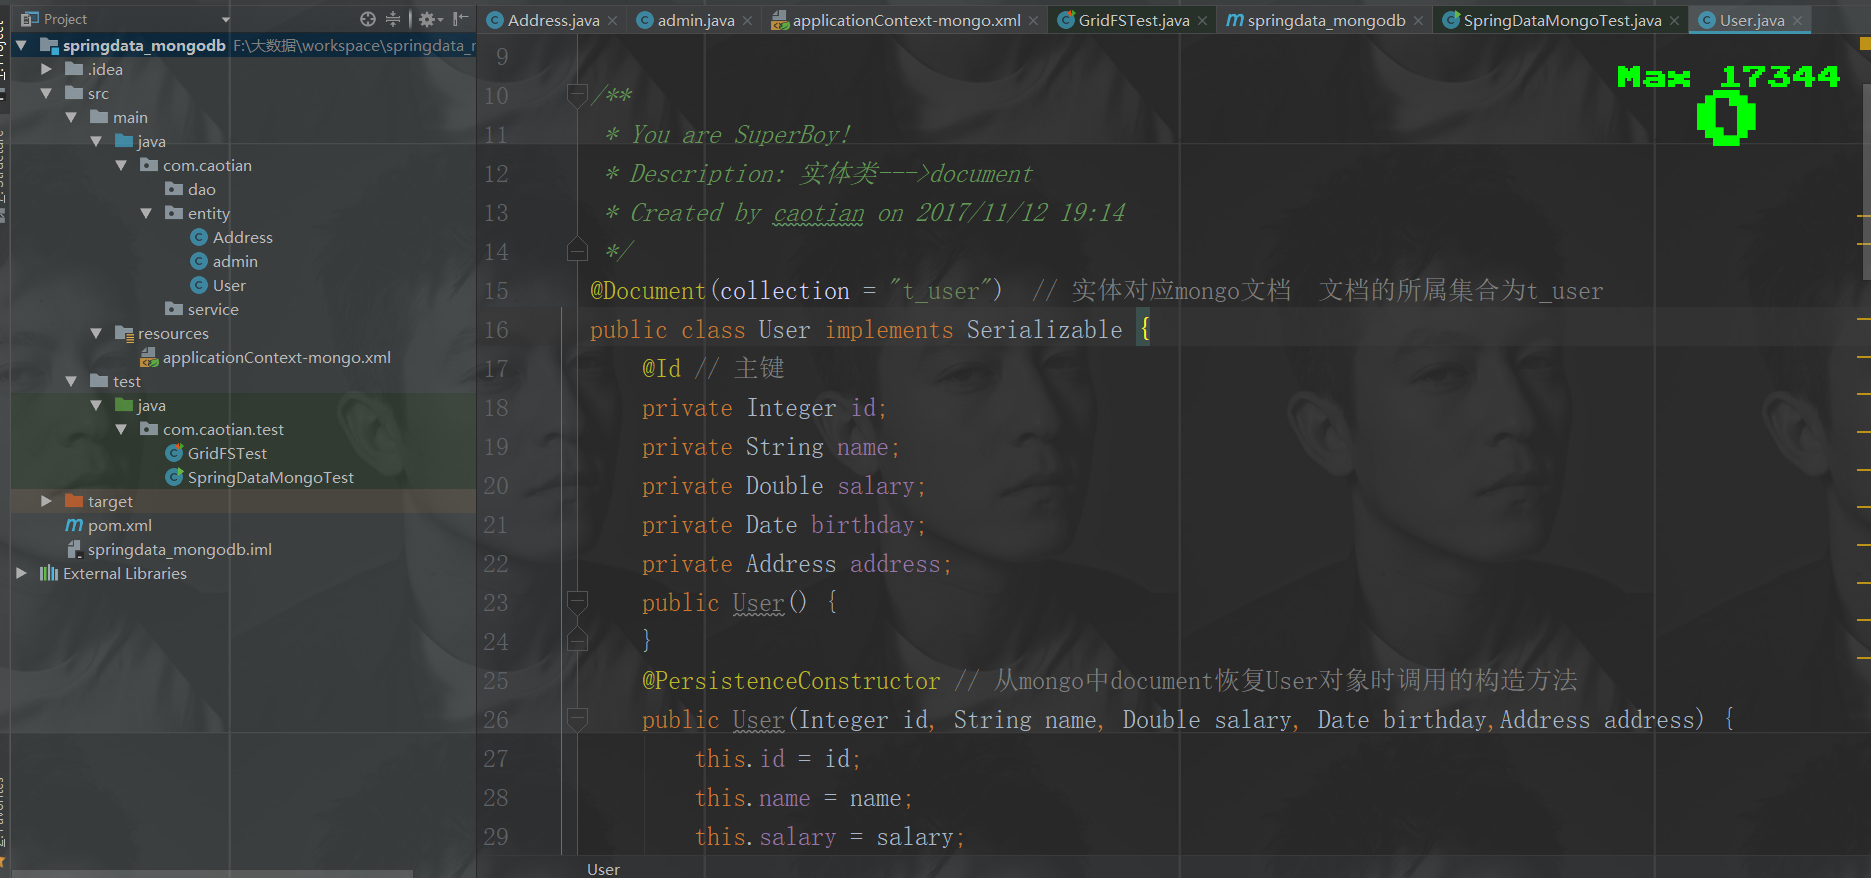 Project
Address.java
admin.java
applicationContext-mongo.xml
GridFSTest.java
springdata_mongodb
SpringDataMongoTest.java
User.java
springdata_mongodb F:\大数据\workspace\springdata_r
.idea
src
main
java
com.caotian
dao
entity
Address
admin
User
service
resources
applicationContext-mongo.xml
test
java
com.caotian.test
GridFSTest
SpringDataMongoTest
target
pom.xml
springdata_mongodb.iml
External Libraries
Max 17344
0
9
10 /**
11 * You are SuperBoy!
12 * Description: 实体类--->document
13 * Created by caotian on 2017/11/12 19:14
14 */
15 @Document(collection = "t_user") // 实体对应mongo文档 文档的所属集合为t_user
16 public class User implements Serializable {
17 @Id // 主键
18 private Integer id;
19 private String name;
20 private Double salary;
21 private Date birthday;
22 private Address address;
23 public User() {
24 }
25 @PersistenceConstructor // 从mongo中document恢复User对象时调用的构造方法
26 public User(Integer id, String name, Double salary, Date birthday,Address address) {
27 this.id = id;
28 this.name = name;
29 this.salary = salary;
User